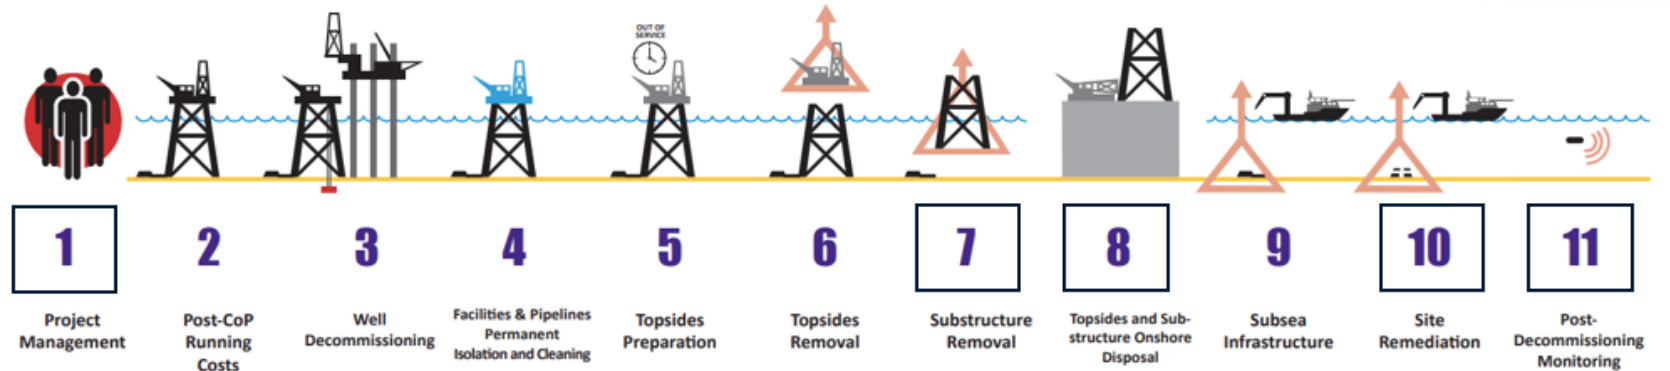 OUT OF
SERVICE
1
2
3
4
5
6
7
8
9
10
11
Project
Management
Post-CoP
Running
Costs
Well
Decommissioning
Facilities & Pipelines
Permanent
Isolation and Cleaning
Topsides
Preparation
Topsides
Removal
Substructure
Removal
Topsides and Sub-
structure Onshore
Disposal
Subsea
Infrastructure
Site
Remediation
Post-
Decommissioning
Monitoring